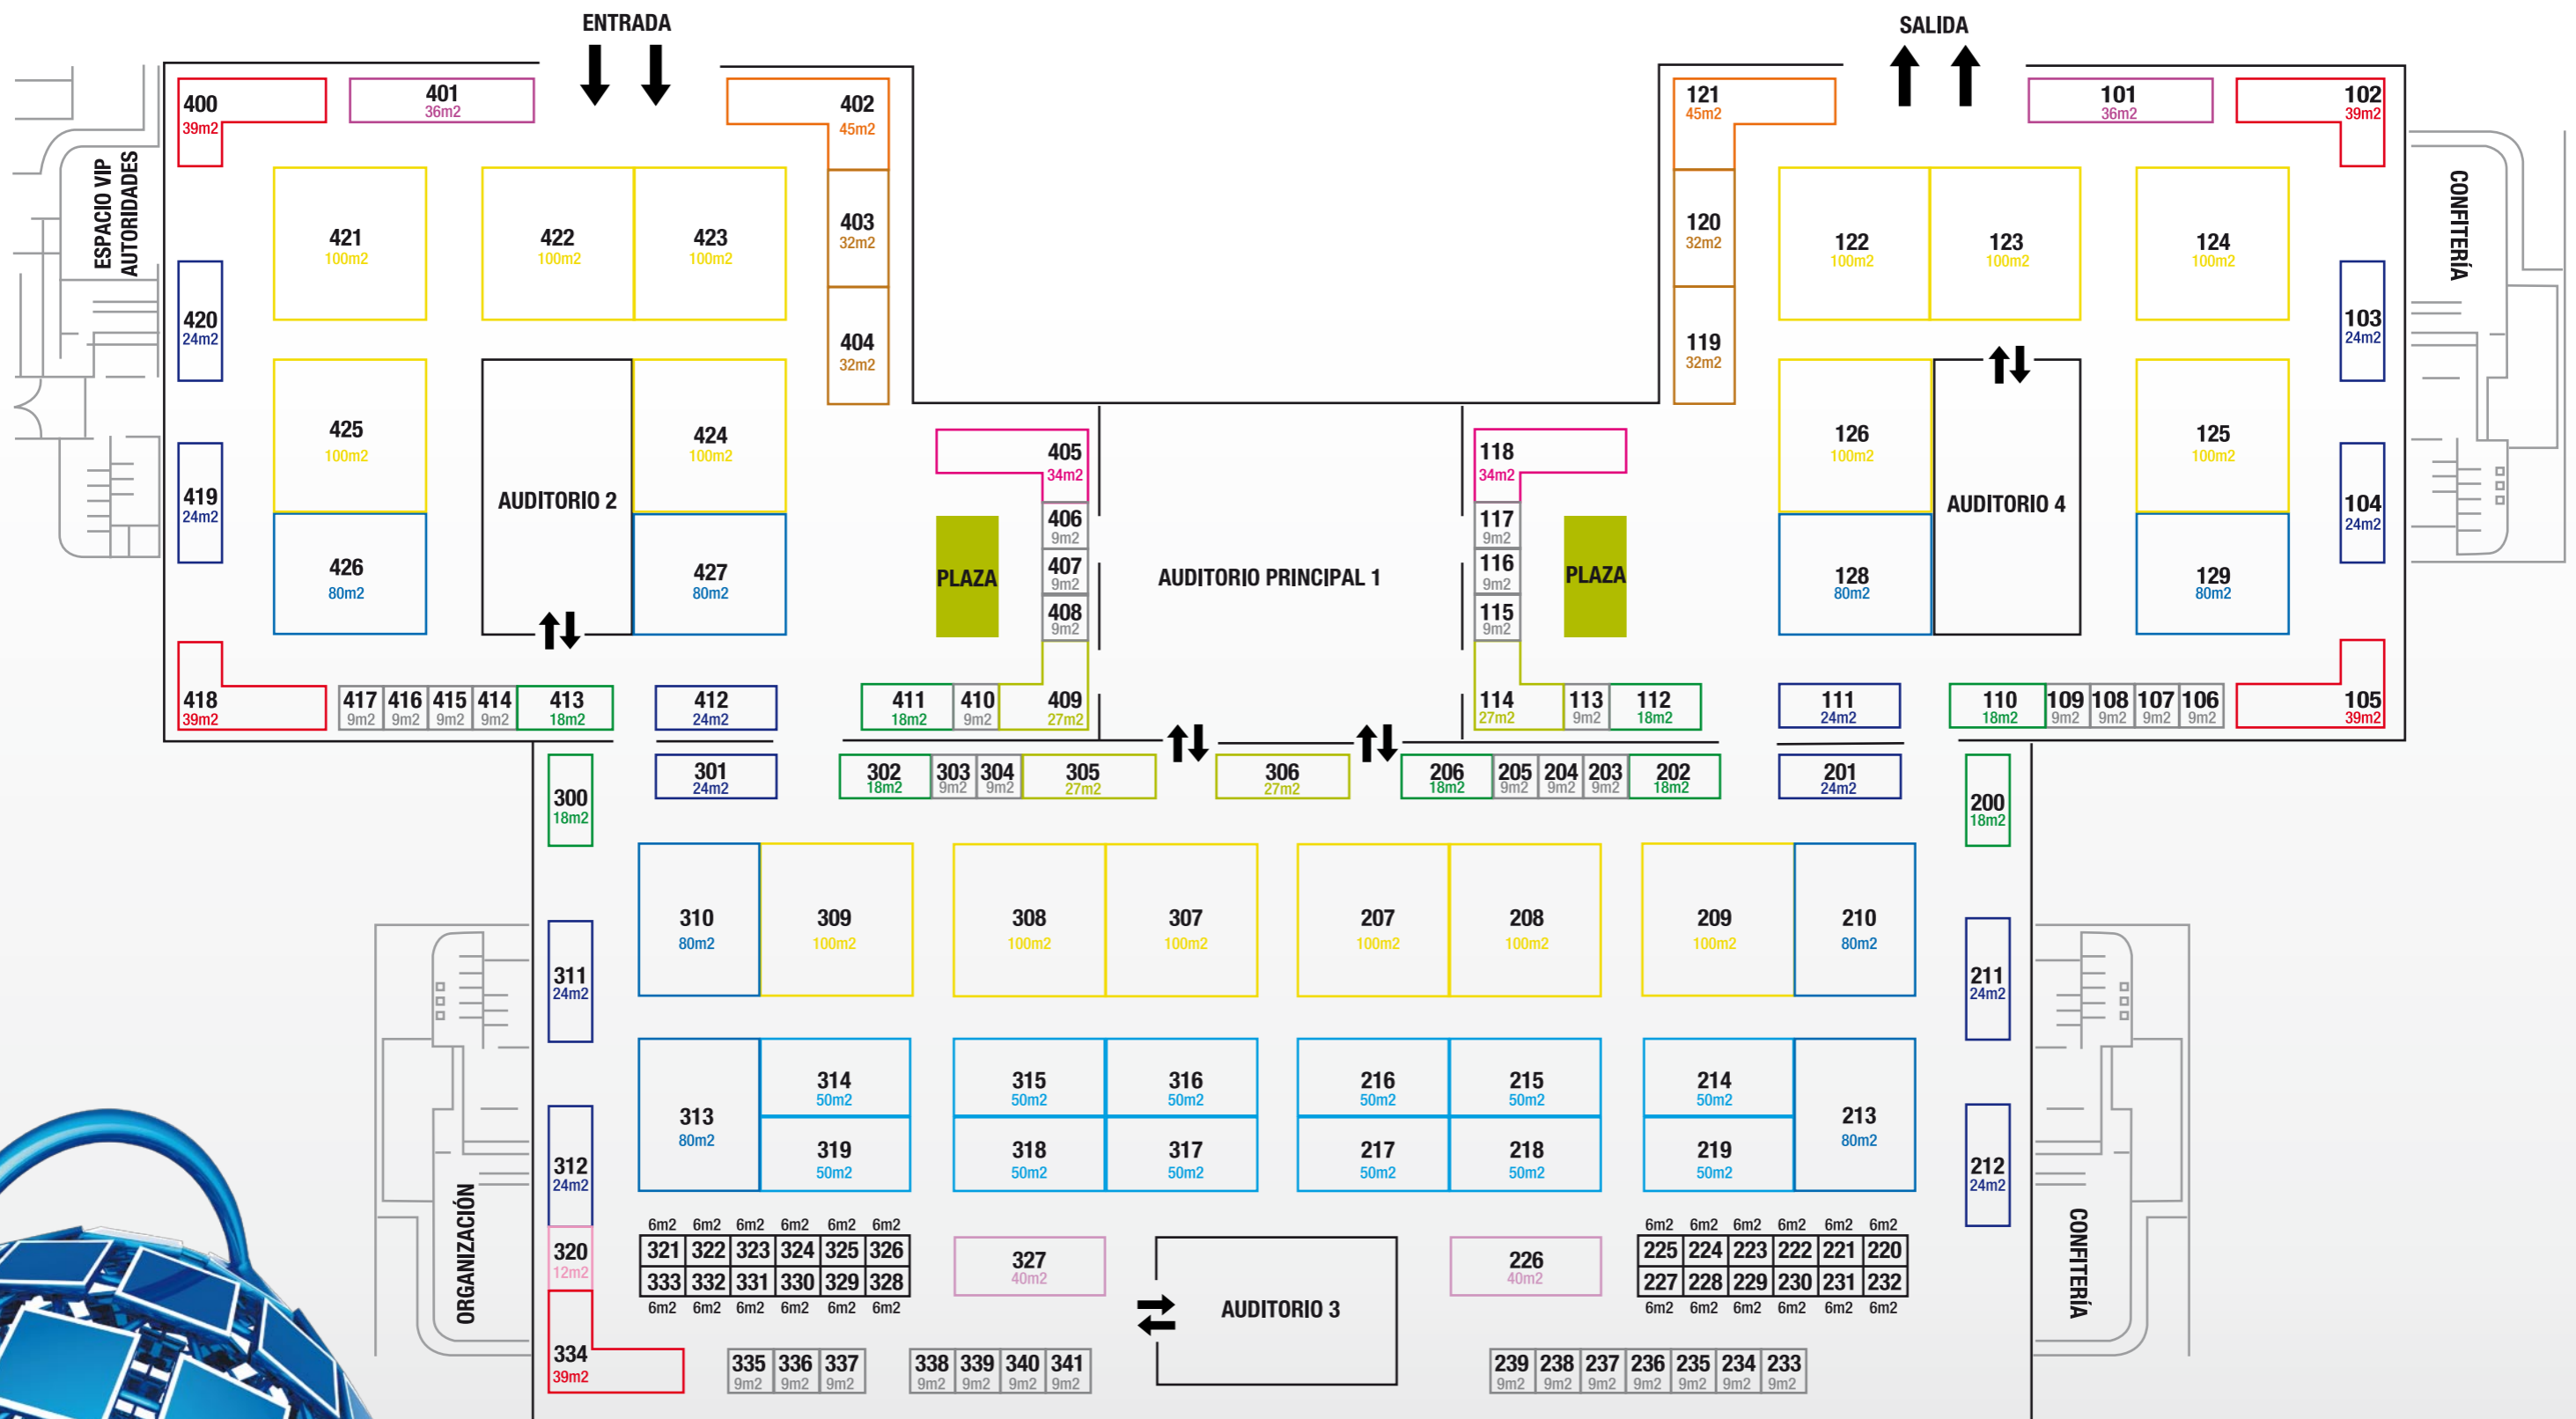 ENTRADA
SALIDA
400
39m2
401
36m2
402
45m2
121
45m2
101
36m2
102
39m2
ESPACIO VIP
AUTORIDADES
CONFITERÍA
421
100m2
422
100m2
423
100m2
403
32m2
120
32m2
122
100m2
123
100m2
124
100m2
420
24m2
404
32m2
119
32m2
103
24m2
425
100m2
424
100m2
126
100m2
125
100m2
405
34m2
118
34m2
419
24m2
AUDITORIO 2
AUDITORIO 4
104
24m2
406
9m2
117
9m2
426
80m2
427
80m2
PLAZA
407
9m2
AUDITORIO PRINCIPAL 1
116
9m2
PLAZA
128
80m2
129
80m2
408
9m2
115
9m2
418
39m2
417
9m2
416
9m2
415
9m2
414
9m2
413
18m2
412
24m2
411
18m2
410
9m2
409
27m2
114
27m2
113
9m2
112
18m2
111
24m2
110
18m2
109
9m2
108
9m2
107
9m2
106
9m2
105
39m2
300
18m2
301
24m2
302
18m2
303
9m2
304
9m2
305
27m2
306
27m2
206
18m2
205
9m2
204
9m2
203
9m2
202
18m2
201
24m2
200
18m2
310
80m2
309
100m2
308
100m2
307
100m2
207
100m2
208
100m2
209
100m2
210
80m2
311
24m2
211
24m2
313
80m2
314
50m2
315
50m2
316
50m2
216
50m2
215
50m2
214
50m2
213
80m2
319
50m2
318
50m2
317
50m2
217
50m2
218
50m2
219
50m2
312
24m2
212
24m2
ORGANIZACIÓN
CONFITERÍA
320
12m2
6m2 6m2 6m2 6m2 6m2 6m2
321 322 323 324 325 326
333 332 331 330 329 328
6m2 6m2 6m2 6m2 6m2 6m2
327
40m2
AUDITORIO 3
226
40m2
6m2 6m2 6m2 6m2 6m2 6m2
225 224 223 222 221 220
227 228 229 230 231 232
6m2 6m2 6m2 6m2 6m2 6m2
334
39m2
335 336 337
9m2 9m2 9m2
338 339 340 341
9m2 9m2 9m2 9m2
239 238 237 236 235 234 233
9m2 9m2 9m2 9m2 9m2 9m2 9m2